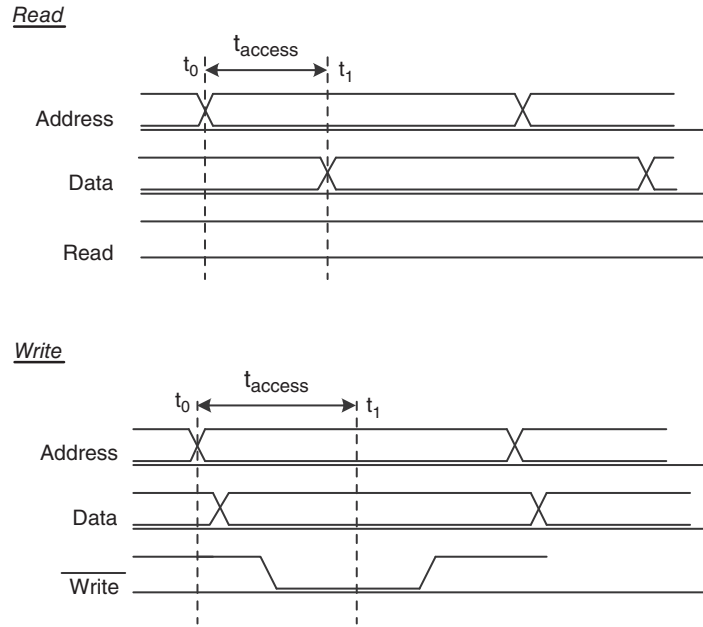 Read
t0 taccess t1
Address
Data
Read
Write
t0 taccess t1
Address
Data
Write